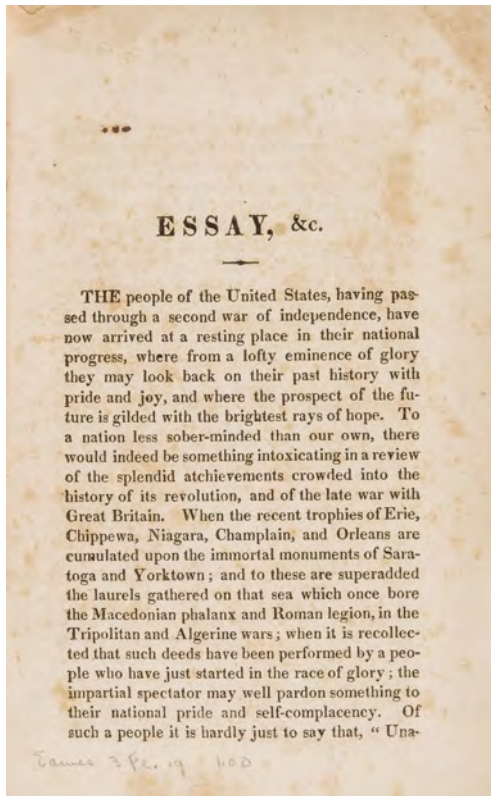 ESSAY, &c.
THE people of the United States, having pas-
sed through a second war of independence, have
now arrived at a resting place in their national
progress, where from a lofty eminence of glory
they may look back on their past history with
pride and joy, and where the prospect of the fu-
ture is gilded with the brightest rays of hope. To
a nation less sober-minded than our own, there
would indeed be something intoxicating in a review
of the splendid atchievements crowded into the
history of its revolution, and of the late war with
Great Britain. When the recent trophies of Erie,
Chippewa, Niagara, Champlain, and Orleans are
cumulated upon the immortal monuments of Sara-
toga and Yorktown; and to these are superadded
the laurels gathered on that sea which once bore
the Macedonian phalanx and Roman legion, in the
Tripolitan and Algerine wars; when it is recollec-
ted that such deeds have been performed by a peo-
ple who have just started in the race of glory; the
impartial spectator may well pardon something to
their national pride and self-complacency. Of
such a people it is hardly just to say that, " Una-
Eames 3 Fe. 19